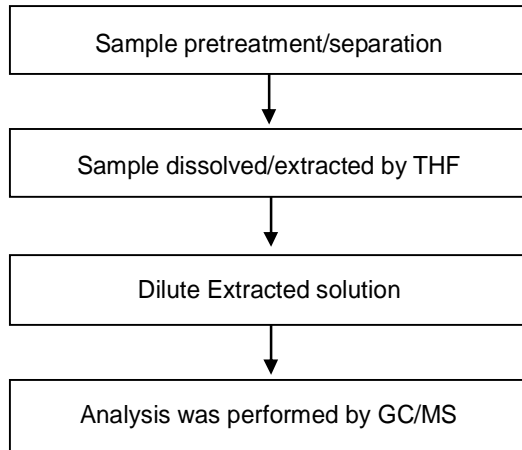 Sample pretreatment/separation
Sample dissolved/extracted by THF
Dilute Extracted solution
Analysis was performed by GC/MS